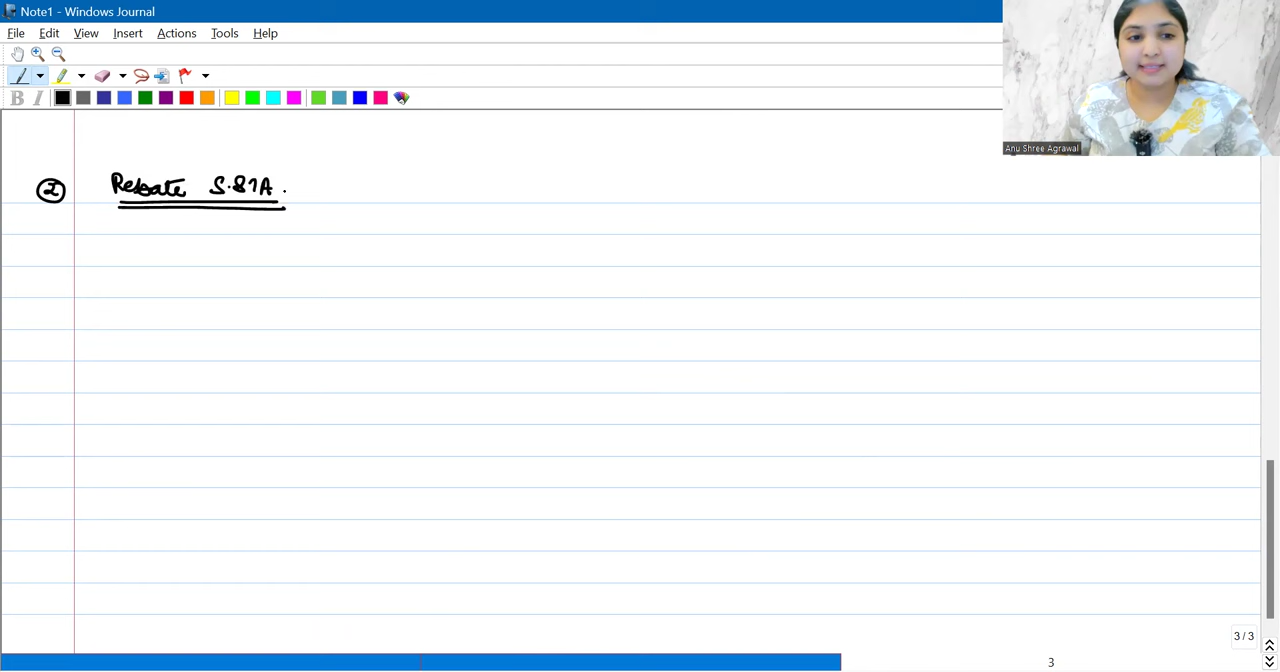 Note1 - Windows Journal
File Edit View Insert Actions Tools Help
B I
Anu Shree Agrawal
② Rebate S.87A.
3 / 3
3